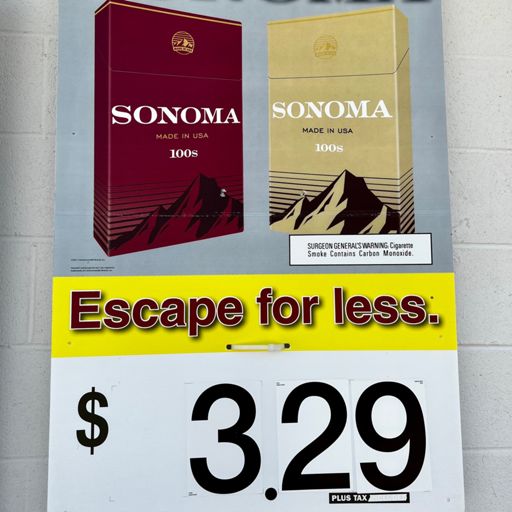 SONOMA
MADE IN USA
100s
SONOMA
MADE IN USA
100s
SURGEON GENERAL'S WARNING: Cigarette
Smoke Contains Carbon Monoxide.
Escape for less.
$ 3.29
PLUS TAX INCLUDED